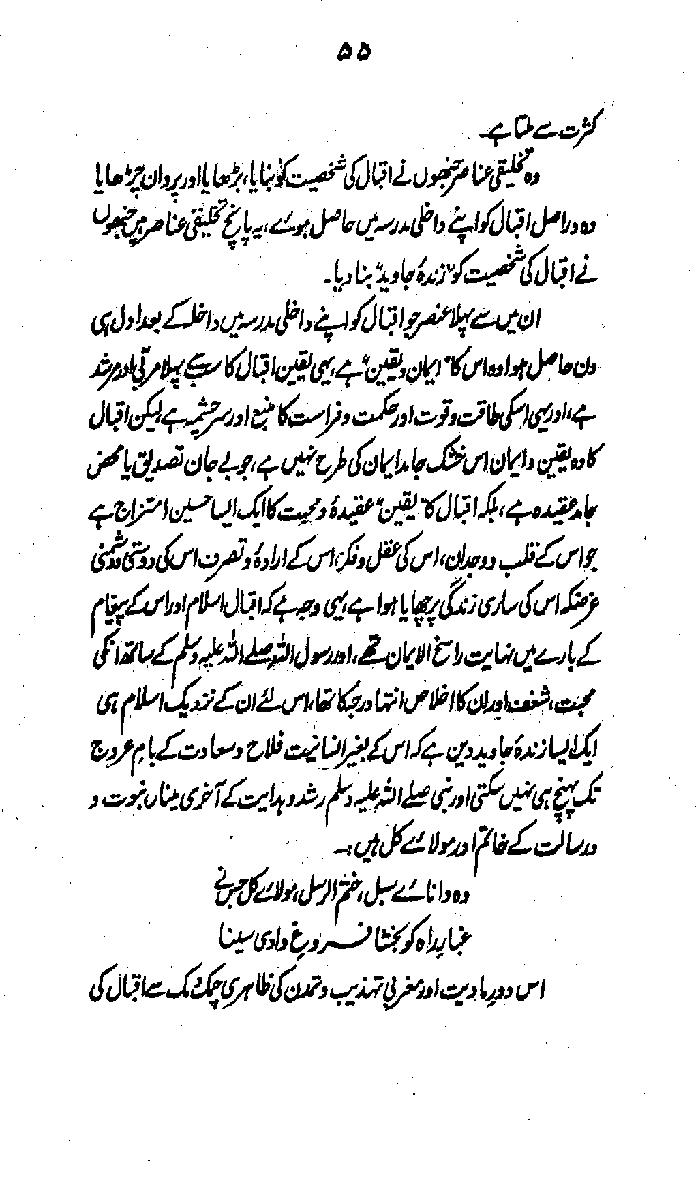 ۵۵
کثرت سے ملتا ہے۔
وہ تخلیقی عناصر جنھوں نے اقبال کی شخصیت کو بنایا، بڑھایا اور پروان چڑھایا
وہ دراصل اقبال کو اپنے داخلی مدرسہ میں حاصل ہوئے، یہ پانچ تخلیقی عناصر ہیں جنھوں
نے اقبال کی شخصیت کو "زندۂ جاوید" بنا دیا۔
ان میں سے پہلا عنصر جو اقبال کو اپنے داخلی مدرسہ میں داخلہ کے بعد اول ہی
دن حاصل ہوا وہ اس کا "ایمان و یقین" ہے، یہی یقین اقبال کا سب سے پہلا مربی اور مرشد
ہے، اور یہی اسکی طاقت و قوت اور حکمت و فراست کا منبع اور سرچشمہ ہے لیکن اقبال
کا وہ یقین و ایمان اس خشک جامد ایمان کی طرح نہیں ہے، جو بے جان تصدیق یا محض
جامد عقیدہ ہے، بلکہ اقبال کا "یقین" عقیدۂ و محبت کا ایک ایسا حسین امتزاج ہے
جو اس کے قلب و وجدان، اس کی عقل و فکر، اس کے ارادۂ و تصرف اس کی دوستی و دشمنی
غرضکہ اس کی ساری زندگی پر چھایا ہوا ہے، یہی وجہ ہے کہ اقبال اسلام اور اس کے پیغام
کے بارے میں نہایت راسخ الایمان تھے، اور رسول اللہ صلے اللہ علیہ وسلم کے ساتھ انکی
محبت، شغف اور ان کا اخلاص انتہا درجہ کا تھا، اس لئے ان کے نزدیک اسلام ہی
ایک ایسا زندۂ جاوید دین ہے کہ اس کے بغیر انسانیت فلاح و سعادت کے بام عروج
تک پہنچ ہی نہیں سکتی اور نبی صلے اللہ علیہ وسلم رشد و ہدایت کے آخری مینار، نبوت و
و رسالت کے خاتم اور مولائے کل ہیں :۔
وہ دانائے سبل، ختم الرسل، مولائے کل جس نے
غبار راہ کو بخشا فروغ وادی سینا
اس دور مادیت اور مغربی تہذیب و تمدن کی ظاہری چمک دمک سے اقبال کی